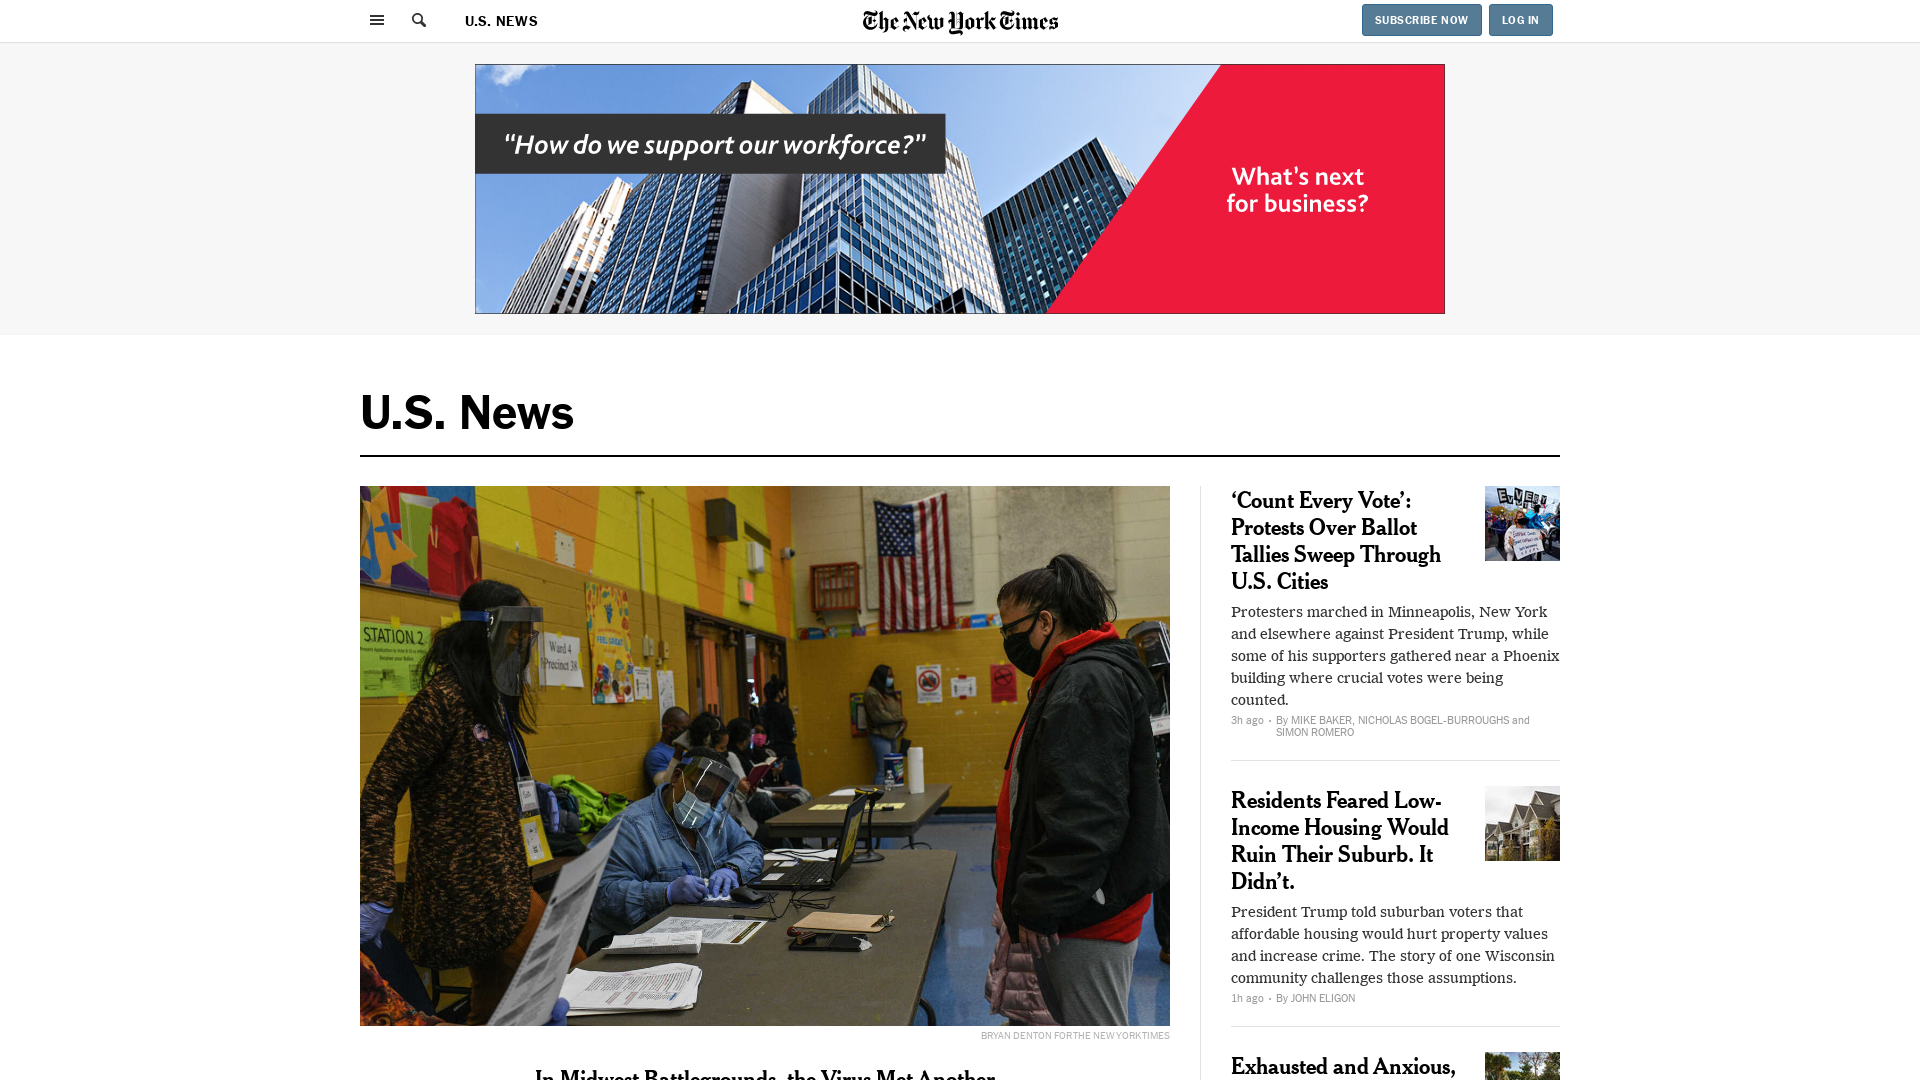 U.S. NEWS
The New York Times
SUBSCRIBE NOW
LOG IN
“How do we support our workforce?”
What’s next
for business?
U.S. News
STATION 2
Ward 4
Precinct 38
BRYAN DENTON FOR THE NEW YORK TIMES
In Midwest Battlegrounds, the Virus Met Another
‘Count Every Vote’:
Protests Over Ballot
Tallies Sweep Through
U.S. Cities
Protesters marched in Minneapolis, New York
and elsewhere against President Trump, while
some of his supporters gathered near a Phoenix
building where crucial votes were being
counted.
3h ago · By MIKE BAKER, NICHOLAS BOGEL-BURROUGHS and
SIMON ROMERO
Residents Feared Low-
Income Housing Would
Ruin Their Suburb. It
Didn’t.
President Trump told suburban voters that
affordable housing would hurt property values
and increase crime. The story of one Wisconsin
community challenges those assumptions.
1h ago · By JOHN ELIGON
Exhausted and Anxious,